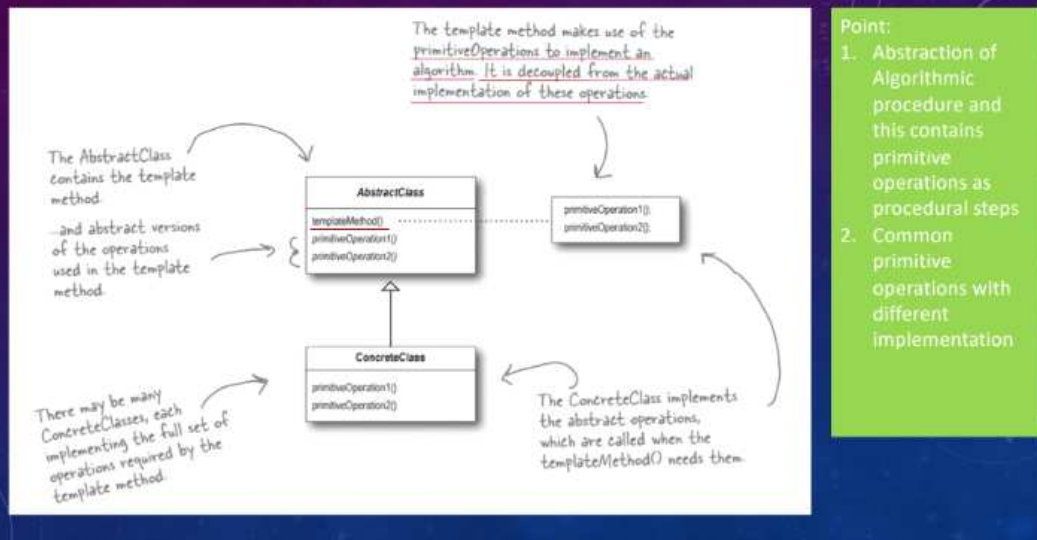 The template method makes use of the
primitiveOperations to implement an
algorithm. It is decoupled from the actual
implementation of these operations.
The AbstractClass
contains the template
method.
...and abstract versions
of the operations
used in the template
method.
AbstractClass
templateMethod()
primitiveOperation1()
primitiveOperation2()
primitiveOperation1();
primitiveOperation2();
ConcreteClass
primitiveOperation1()
primitiveOperation2()
There may be many
ConcreteClasses, each
implementing the full set of
operations required by the
template method.
The ConcreteClass implements
the abstract operations,
which are called when the
templateMethod() needs them.
Point:
1. Abstraction of
Algorithmic
procedure and
this contains
primitive
operations as
procedural steps
2. Common
primitive
operations with
different
implementation